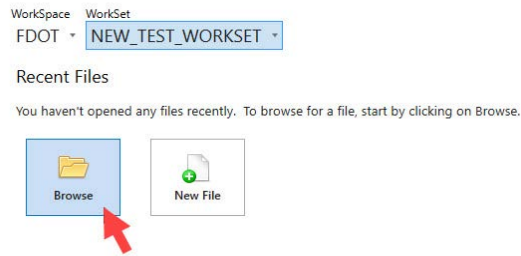 WorkSpace WorkSet
FDOT NEW_TEST_WORKSET
Recent Files
You haven't opened any files recently. To browse for a file, start by clicking on Browse.
Browse New File